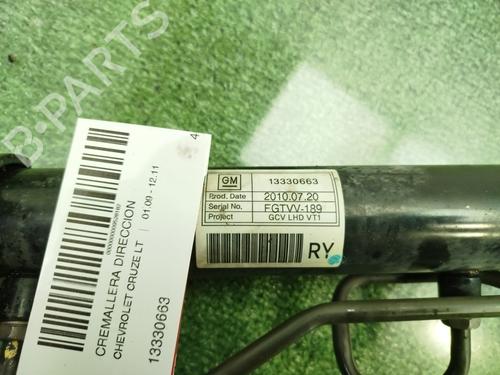 B-PARTS
4
CREMALLERA DIRECCION
CHEVROLET CRUZE LT | 01.09 - 12.11
13330663
GM 13330663
Prod. Date 2010.07.20
Serial No. FGTVV-189
Project GCV LHD VT1
RY